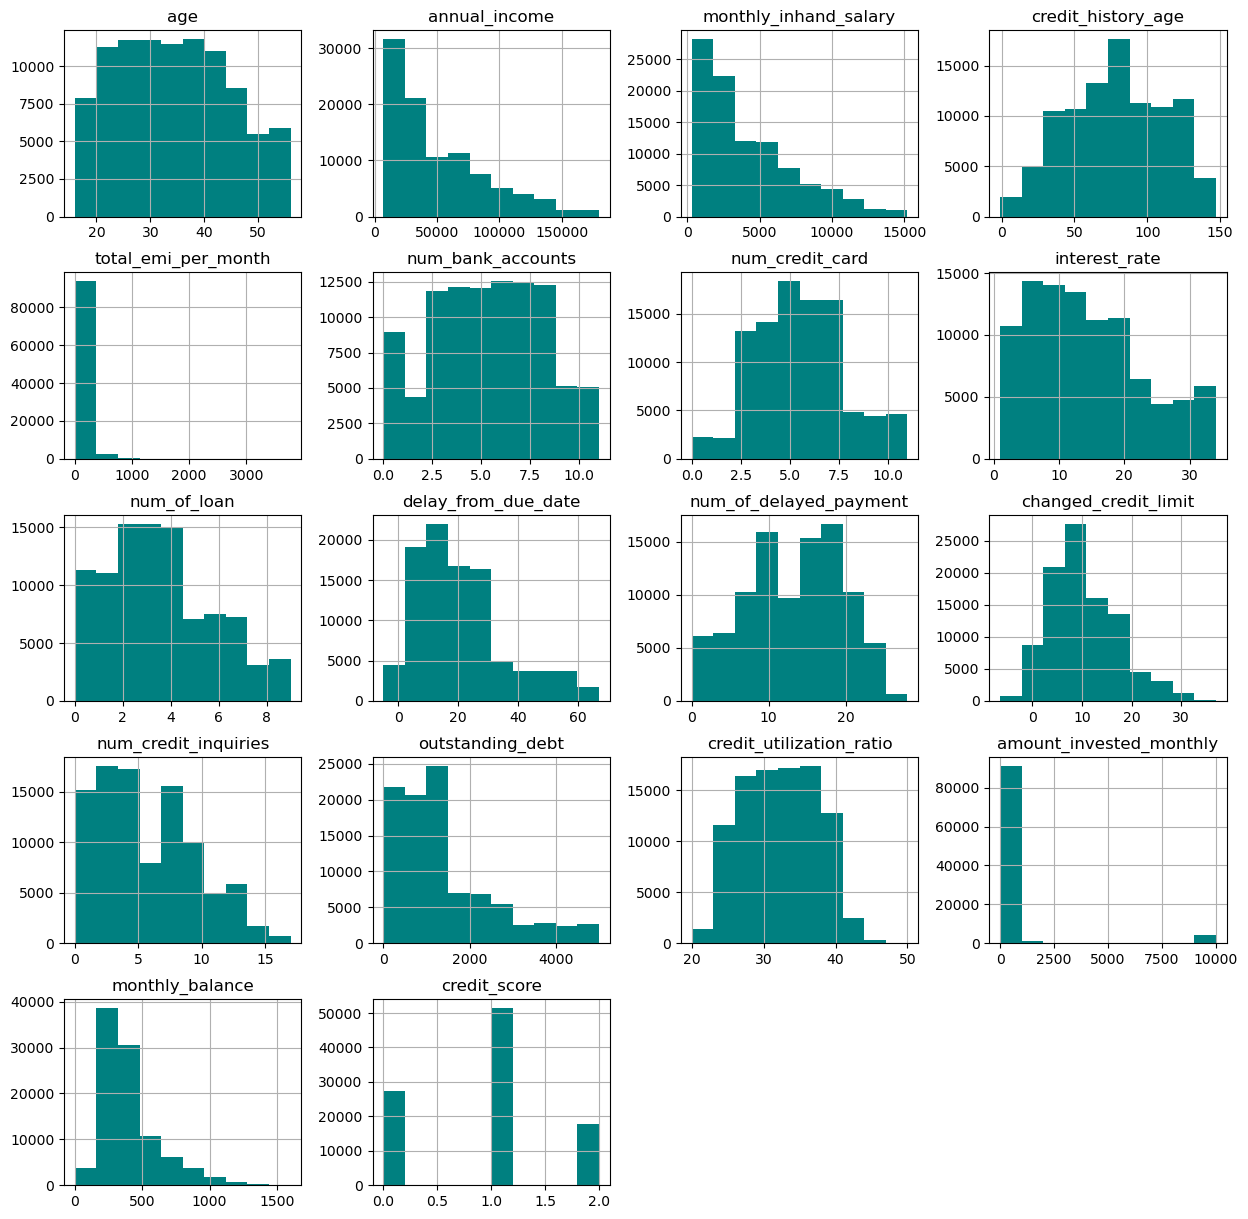 age
10000
7500
5000
2500
0
20 30 40 50
annual_income
30000
20000
10000
0
0 50000 100000 150000
monthly_inhand_salary
25000
20000
15000
10000
5000
0
0 5000 10000 15000
credit_history_age
15000
10000
5000
0
0 50 100 150
total_emi_per_month
80000
60000
40000
20000
0
0 1000 2000 3000
num_bank_accounts
12500
10000
7500
5000
2500
0
0.0 2.5 5.0 7.5 10.0
num_credit_card
15000
10000
5000
0
0.0 2.5 5.0 7.5 10.0
interest_rate
15000
10000
5000
0
0 10 20 30
num_of_loan
15000
10000
5000
0
0 2 4 6 8
delay_from_due_date
20000
15000
10000
5000
0
0 20 40 60
num_of_delayed_payment
15000
10000
5000
0
0 10 20
changed_credit_limit
25000
20000
15000
10000
5000
0
0 10 20 30
num_credit_inquiries
15000
10000
5000
0
0 5 10 15
outstanding_debt
25000
20000
15000
10000
5000
0
0 2000 4000
credit_utilization_ratio
15000
10000
5000
0
20 30 40 50
amount_invested_monthly
80000
60000
40000
20000
0
0 2500 5000 7500 10000
monthly_balance
40000
30000
20000
10000
0
0 500 1000 1500
credit_score
50000
40000
30000
20000
10000
0
0.0 0.5 1.0 1.5 2.0